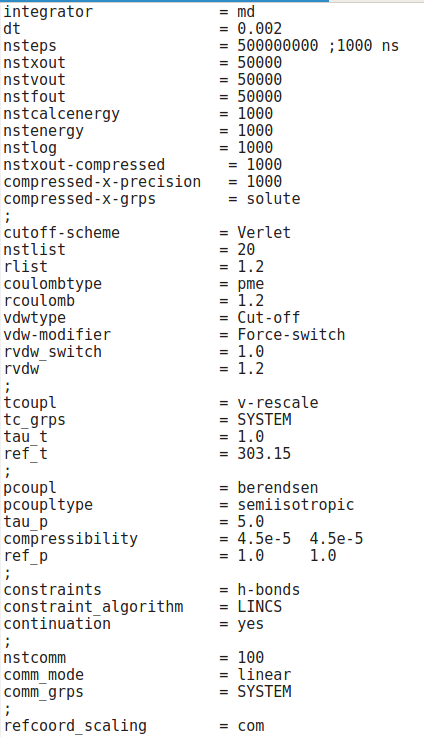 integrator              = md
dt                      = 0.002
nsteps                  = 500000000 ;1000 ns
nstxout                 = 50000
nstvout                 = 50000
nstfout                 = 50000
nstcalcenergy           = 1000
nstenergy               = 1000
nstlog                  = 1000
nstxout-compressed       = 1000
compressed-x-precision   = 1000
compressed-x-grps        = solute
;
cutoff-scheme           = Verlet
nstlist                 = 20
rlist                   = 1.2
coulombtype             = pme
rcoulomb                = 1.2
vdwtype                 = Cut-off
vdw-modifier            = Force-switch
rvdw_switch             = 1.0
rvdw                    = 1.2
;
tcoupl                  = v-rescale
tc_grps                 = SYSTEM
tau_t                   = 1.0
ref_t                   = 303.15
;
pcoupl                  = berendsen
pcoupltype              = semiisotropic
tau_p                   = 5.0
compressibility         = 4.5e-5  4.5e-5
ref_p                   = 1.0     1.0
;
constraints             = h-bonds
constraint_algorithm    = LINCS
continuation            = yes
;
nstcomm                 = 100
comm_mode               = linear
comm_grps               = SYSTEM
;
refcoord_scaling        = com